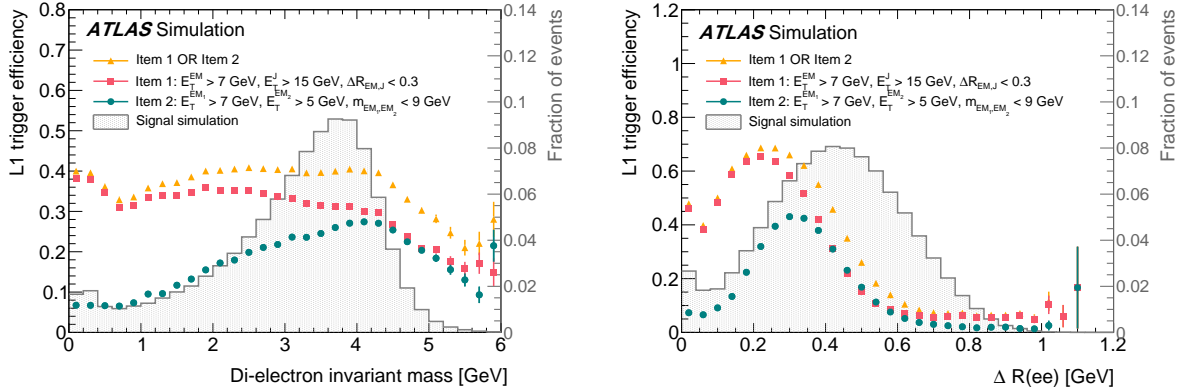 ATLAS Simulation
Item 1 OR Item 2
Item 1: E_T^EM > 7 GeV, E_T^J > 15 GeV, ΔR_EM,J < 0.3
Item 2: E_T^EM₁ > 7 GeV, E_T^EM₂ > 5 GeV, m_EM₁,EM₂ < 9 GeV
Signal simulation
L1 trigger efficiency
0.8
0.7
0.6
0.5
0.4
0.3
0.2
0.1
0
0.14
0.12
0.1
0.08
0.06
0.04
0.02
0
Fraction of events
0 1 2 3 4 5 6
Di-electron invariant mass [GeV]
ATLAS Simulation
Item 1 OR Item 2
Item 1: E_T^EM > 7 GeV, E_T^J > 15 GeV, ΔR_EM,J < 0.3
Item 2: E_T^EM₁ > 7 GeV, E_T^EM₂ > 5 GeV, m_EM₁,EM₂ < 9 GeV
Signal simulation
L1 trigger efficiency
1.2
1
0.8
0.6
0.4
0.2
0
0.14
0.12
0.1
0.08
0.06
0.04
0.02
0
Fraction of events
0 0.2 0.4 0.6 0.8 1 1.2
Δ R(ee) [GeV]